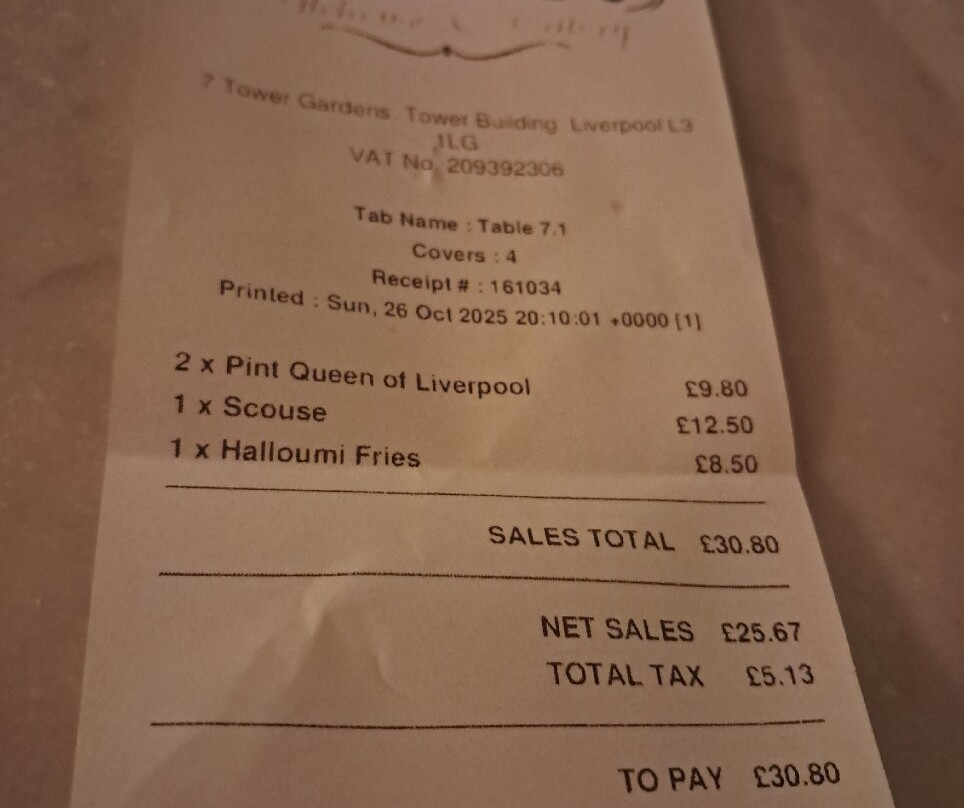 7 Tower Gardens Tower Building Liverpool L3
1LG
VAT No. 209392306
Tab Name : Table 7.1
Covers : 4
Receipt # : 161034
Printed : Sun, 26 Oct 2025 20:10:01 +0000 [1]
2 x Pint Queen of Liverpool £9.80
1 x Scouse £12.50
1 x Halloumi Fries £8.50
SALES TOTAL £30.80
NET SALES £25.67
TOTAL TAX £5.13
TO PAY £30.80